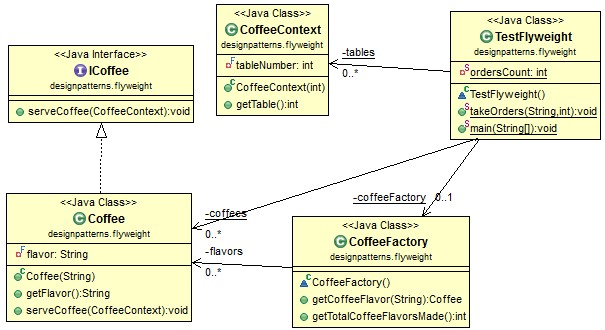 <<Java Class>>
CoffeeContext
designpatterns.flyweight
tableNumber: int
CoffeeContext(int)
getTable():int
<<Java Class>>
TestFlyweight
designpatterns.flyweight
ordersCount: int
TestFlyweight()
takeOrders(String,int):void
main(String[]):void
-tables
0..*
<<Java Interface>>
ICoffee
designpatterns.flyweight
serveCoffee(CoffeeContext):void
-coffeeFactory 0..1
<<Java Class>>
Coffee
designpatterns.flyweight
flavor: String
Coffee(String)
getFlavor():String
serveCoffee(CoffeeContext):void
-coffees
0..*
-flavors
0..*
<<Java Class>>
CoffeeFactory
designpatterns.flyweight
CoffeeFactory()
getCoffeeFlavor(String):Coffee
getTotalCoffeeFlavorsMade():int